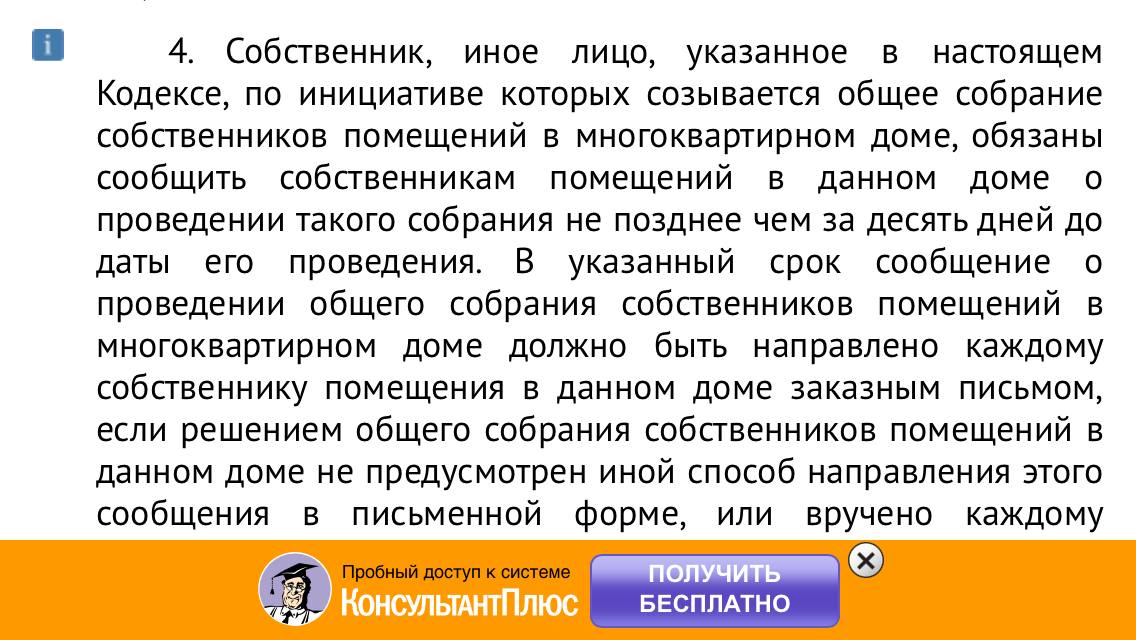 4. Собственник, иное лицо, указанное в настоящем
Кодексе, по инициативе которых созывается общее собрание
собственников помещений в многоквартирном доме, обязаны
сообщить собственникам помещений в данном доме о
проведении такого собрания не позднее чем за десять дней до
даты его проведения. В указанный срок сообщение о
проведении общего собрания собственников помещений в
многоквартирном доме должно быть направлено каждому
собственнику помещения в данном доме заказным письмом,
если решением общего собрания собственников помещений в
данном доме не предусмотрен иной способ направления этого
сообщения в письменной форме, или вручено каждому
Пробный доступ к системе
КонсультантПлюс
ПОЛУЧИТЬ
БЕСПЛАТНО